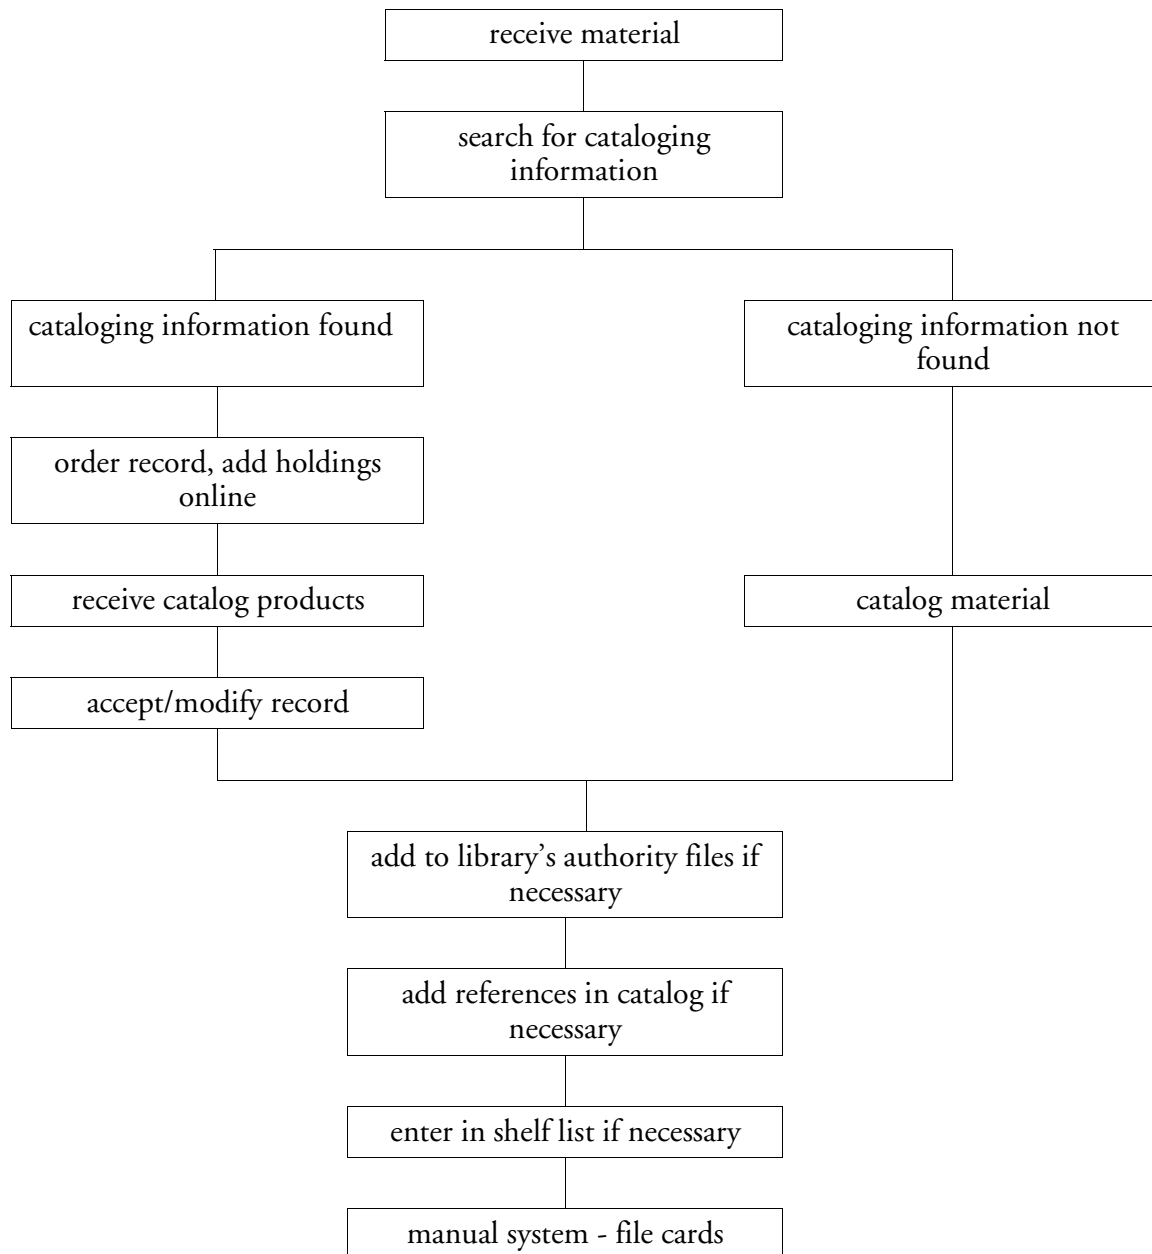 receive material
search for cataloging
information
cataloging information found
cataloging information not
found
order record, add holdings
online
receive catalog products
catalog material
accept/modify record
add to library’s authority files if
necessary
add references in catalog if
necessary
enter in shelf list if necessary
manual system - file cards